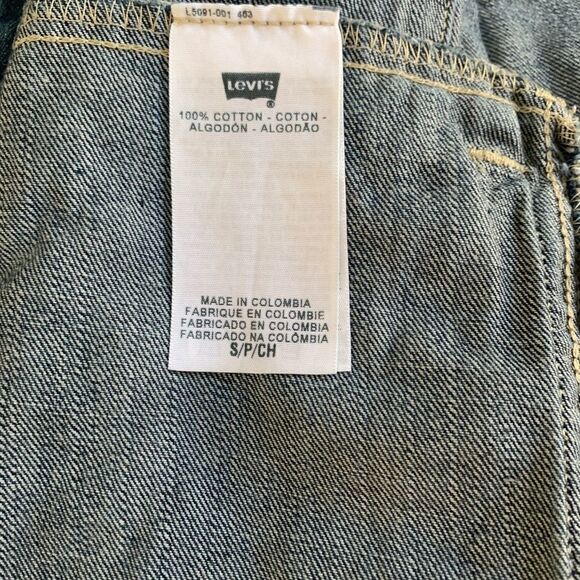 L5091-001 463
Levi's
®
100% COTTON - COTON -
ALGODÓN - ALGODÃO
MADE IN COLOMBIA
FABRIQUE EN COLOMBIE
FABRICADO EN COLOMBIA
FABRICADO NA COLÔMBIA
S/P/CH